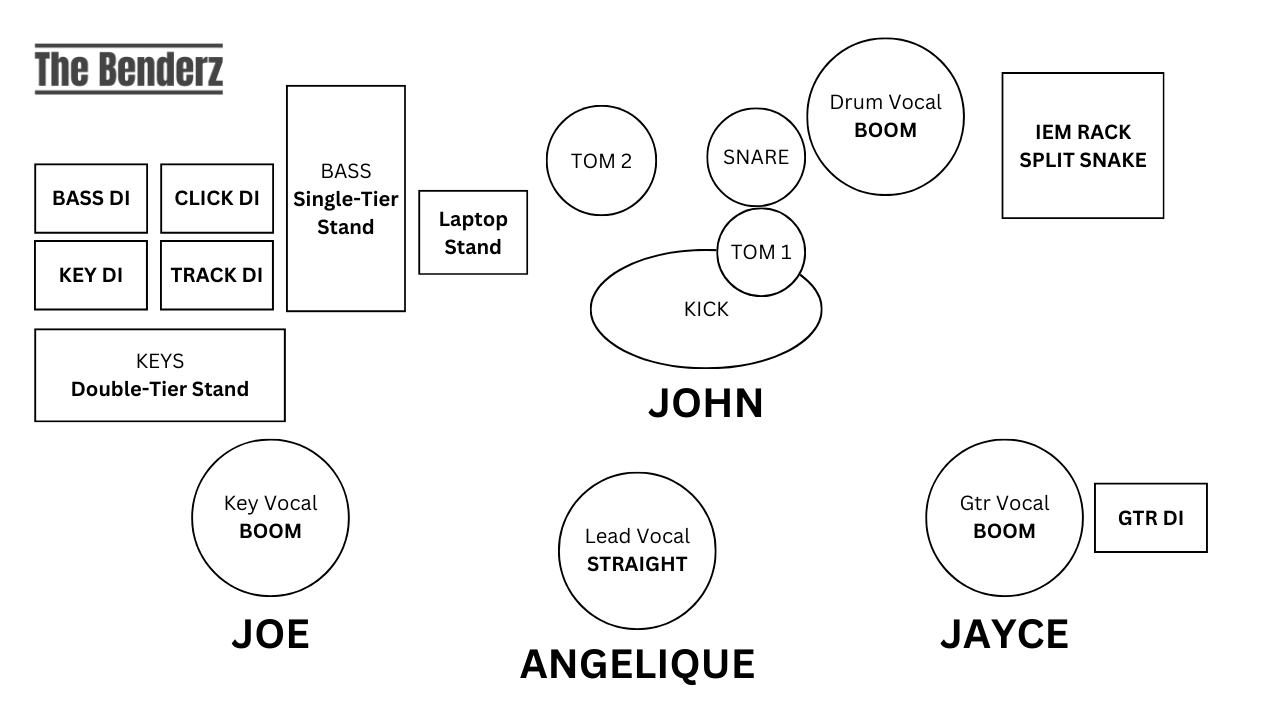 The Benderz
BASS DI
CLICK DI
KEY DI
TRACK DI
BASS
Single-Tier
Stand
Laptop
Stand
KEYS
Double-Tier Stand
TOM 2
SNARE
TOM 1
KICK
Drum Vocal
BOOM
IEM RACK
SPLIT SNAKE
JOHN
Key Vocal
BOOM
JOE
Lead Vocal
STRAIGHT
ANGELIQUE
Gtr Vocal
BOOM
GTR DI
JAYCE